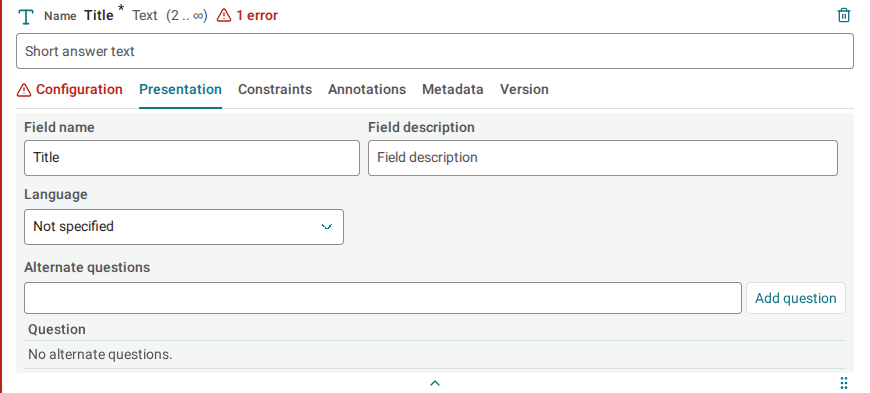 Name Title * Text (2 .. ∞) 1 error
Short answer text
Configuration Presentation Constraints Annotations Metadata Version
Field name Field description
Title Field description
Language
Not specified
Alternate questions
Add question
Question
No alternate questions.